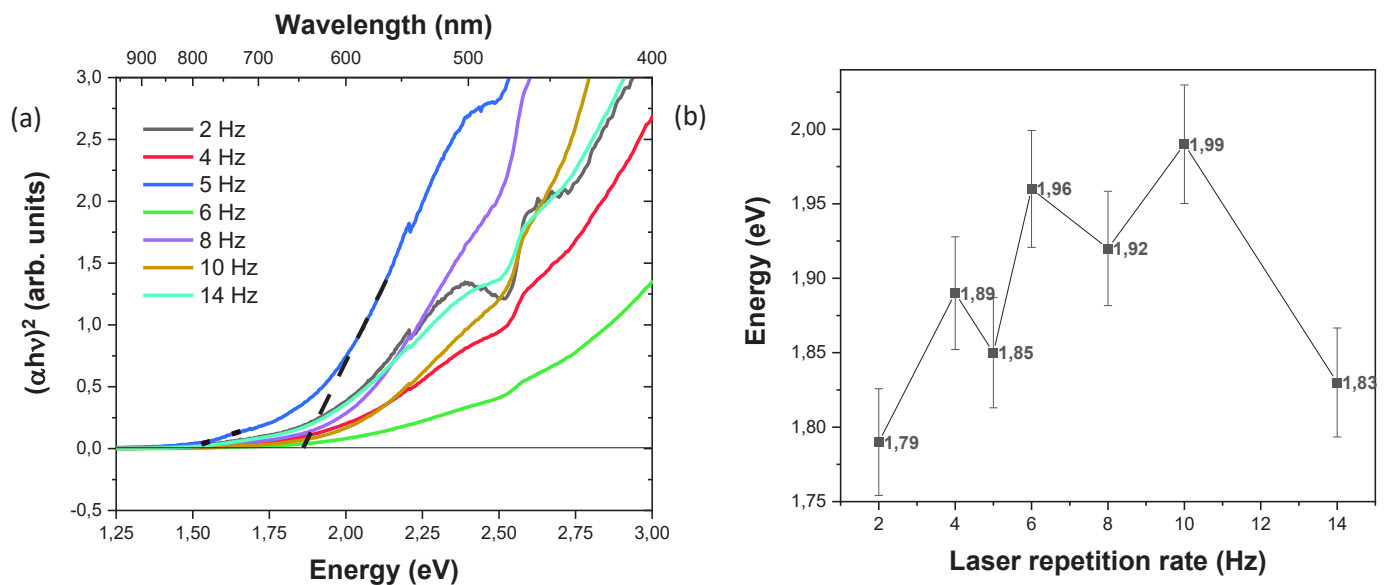 (a)
Wavelength (nm)
900 800 700 600 500 400
3,0
2,5
2,0
1,5
1,0
0,5
0,0
-0,5
(αhν)² (arb. units)
2 Hz
4 Hz
5 Hz
6 Hz
8 Hz
10 Hz
14 Hz
1,25 1,50 1,75 2,00 2,25 2,50 2,75 3,00
Energy (eV)
(b)
Energy (eV)
2,00
1,95
1,90
1,85
1,80
1,75
1,79
1,89
1,85
1,96
1,92
1,99
1,83
2 4 6 8 10 12 14
Laser repetition rate (Hz)